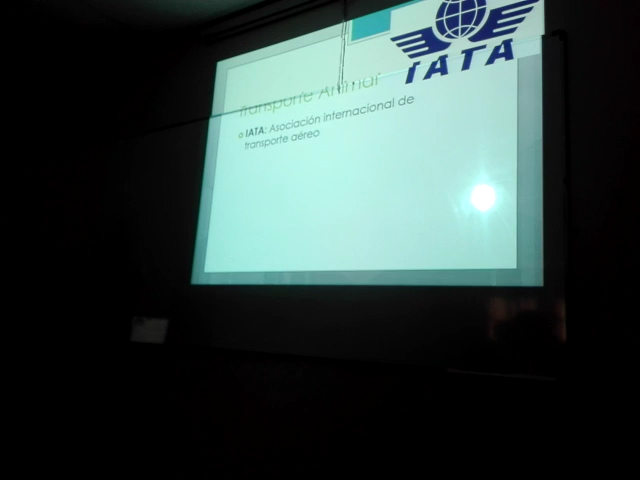 IATA
Transporte Animal
IATA: Asociación internacional de
transporte aéreo